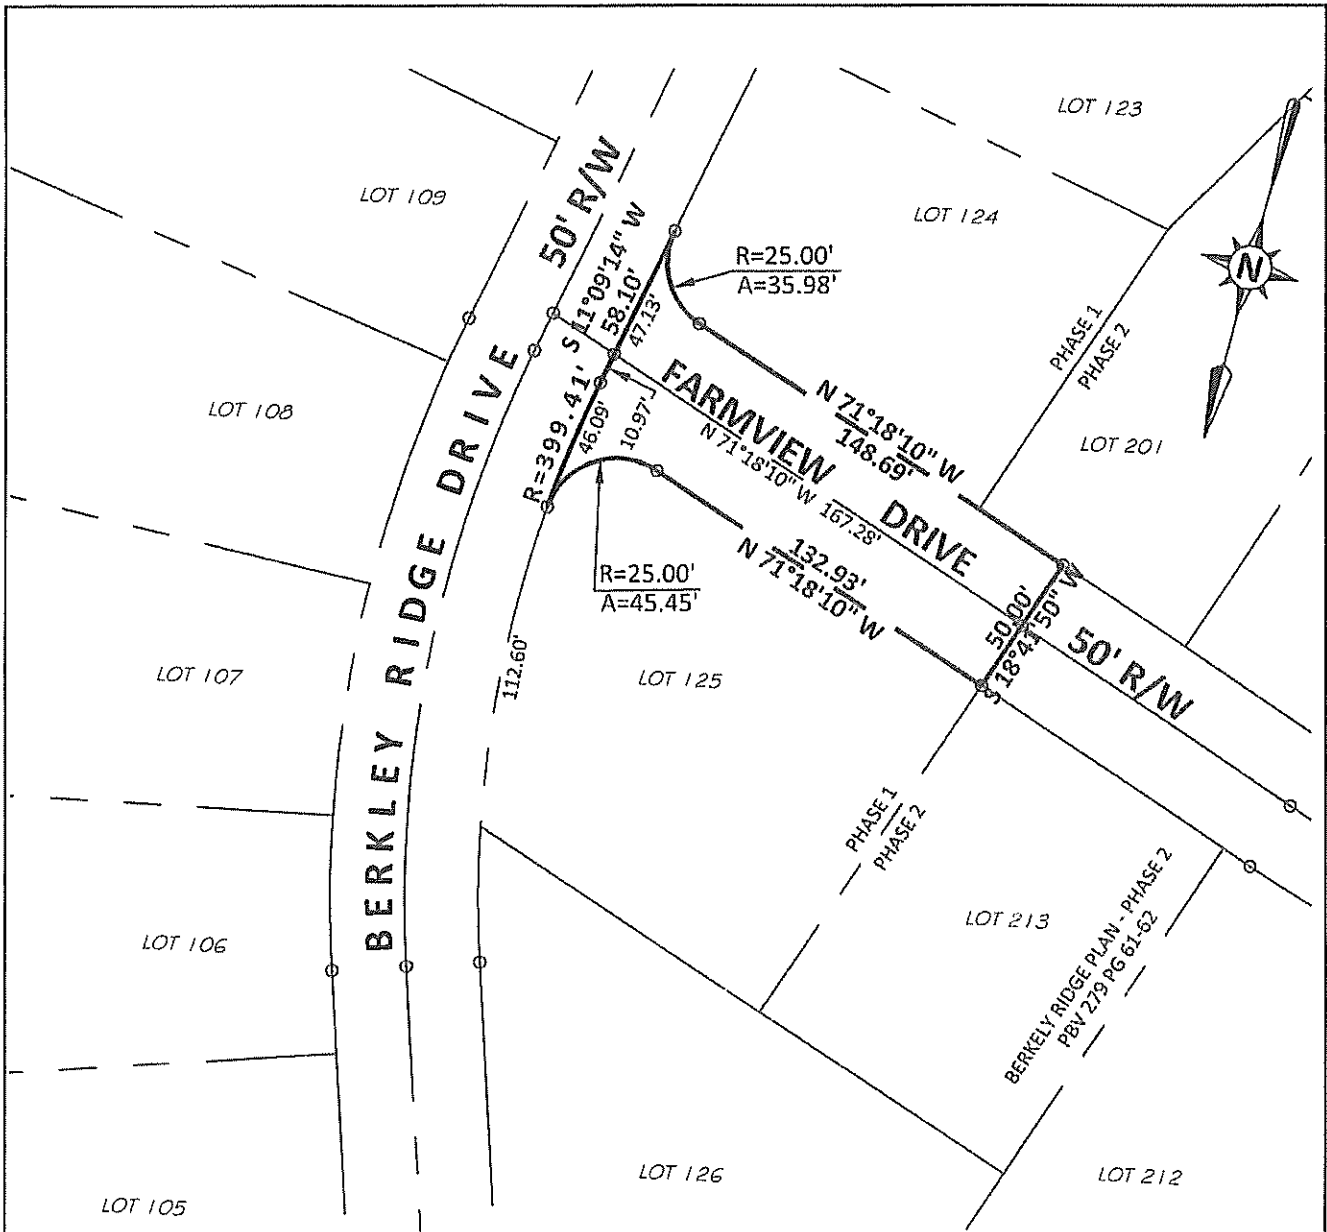 LOT 123
LOT 109
LOT 124
50' R/W
S 11°09'14" W
58.10'
47.13'
R=25.00'
A=35.98'
N
PHASE 1
PHASE 2
LOT 108
R=399.41'
46.09'
10.97'
FARMVIEW DRIVE
N 71°18'10" W 167.28'
N 71°18'10" W
148.69'
LOT 201
R=25.00'
A=45.45'
132.93'
N 71°18'10" W
50.00'
S 18°41'50" W
50' R/W
BERKLEY RIDGE DRIVE
112.60'
LOT 107
LOT 125
PHASE 1
PHASE 2
LOT 106
LOT 213
BERKELY RIDGE PLAN - PHASE 2
PBV 279 PG 61-62
LOT 105
LOT 126
LOT 212